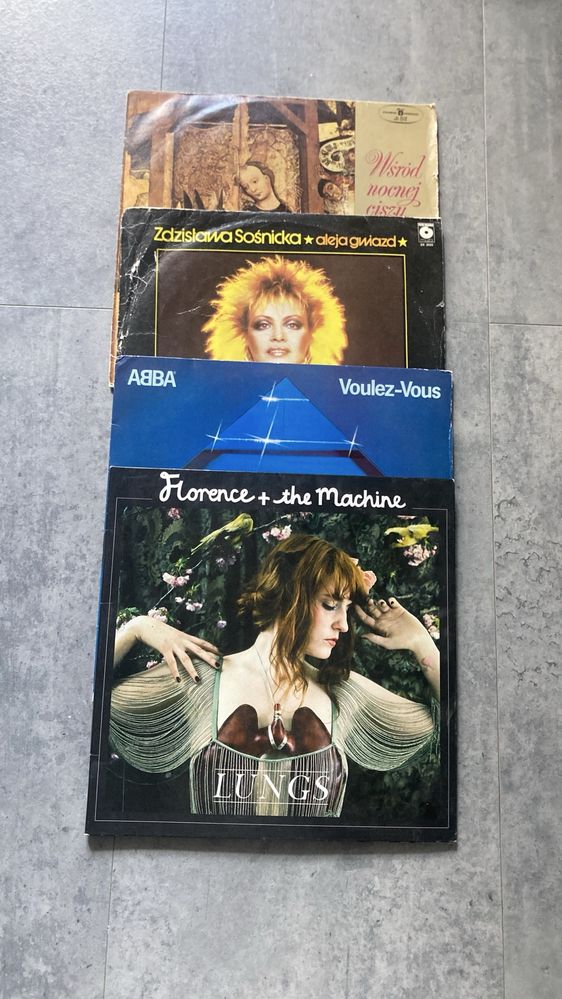 Wśród
nocnej
ciszy
Zdzisława Sośnicka ★ aleja gwiazd ★
ABBA
Voulez-Vous
Florence + the Machine
LUNGS